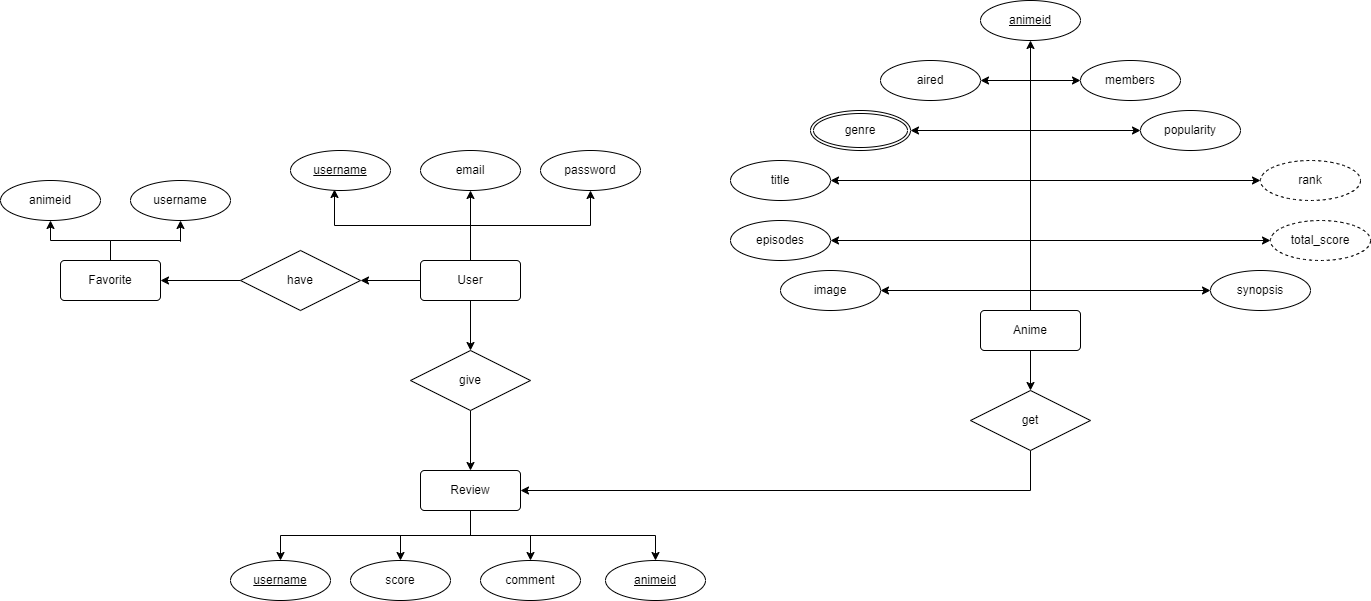 animeid
aired
members
genre
popularity
username
email
password
title
rank
animeid
username
episodes
total_score
Favorite
have
User
image
synopsis
Anime
give
get
Review
username
score
comment
animeid